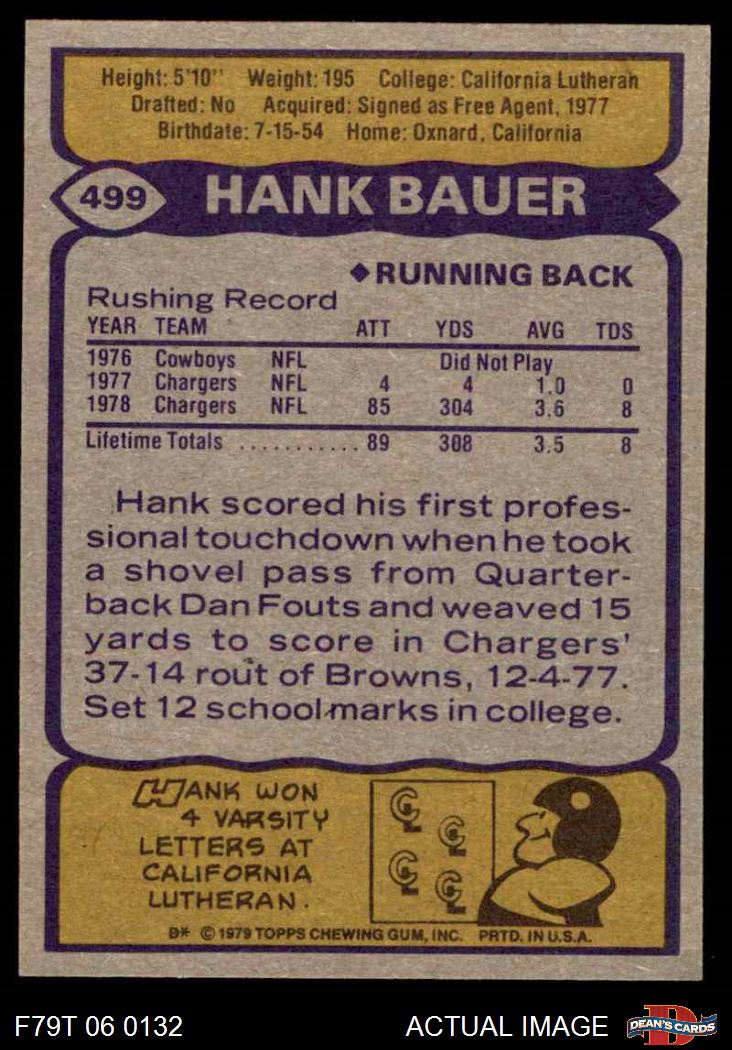 Height: 5'10" Weight: 195 College: California Lutheran
Drafted: No Acquired: Signed as Free Agent, 1977
Birthdate: 7-15-54 Home: Oxnard, California
499 HANK BAUER
◆RUNNING BACK
Rushing Record
YEAR TEAM ATT YDS AVG TDS
1976 Cowboys NFL Did Not Play
1977 Chargers NFL 4 4 1.0 0
1978 Chargers NFL 85 304 3.6 8
Lifetime Totals ........... 89 308 3.5 8
Hank scored his first profes-
sional touchdown when he took
a shovel pass from Quarter-
back Dan Fouts and weaved 15
yards to score in Chargers'
37-14 rout of Browns, 12-4-77.
Set 12 school marks in college.
HANK WON
4 VARSITY
LETTERS AT
CALIFORNIA
LUTHERAN.
CL
CL
CL
CL
B* © 1979 TOPPS CHEWING GUM, INC. PRTD. IN U.S.A.
F79T 06 0132 ACTUAL IMAGE D DEAN'S CARDS